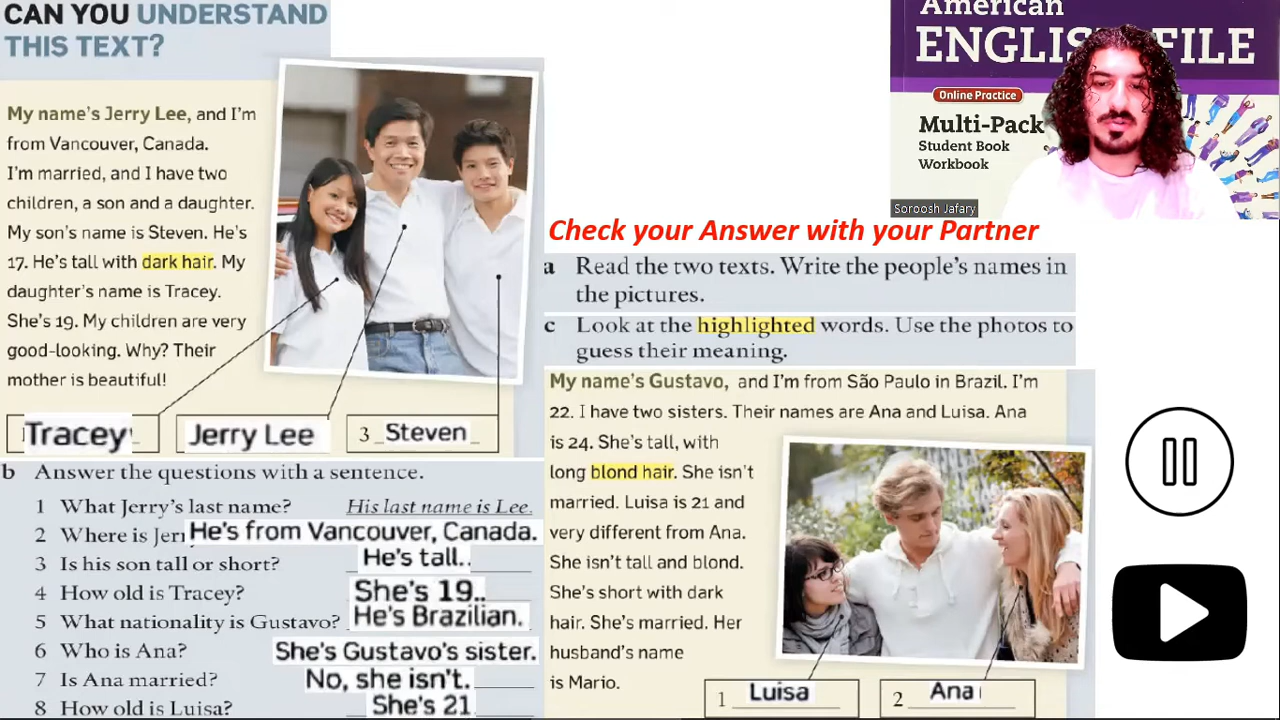 CAN YOU UNDERSTAND
THIS TEXT?
My name's Jerry Lee, and I'm
from Vancouver, Canada.
I'm married, and I have two
children, a son and a daughter.
My son's name is Steven. He's
17. He's tall with dark hair. My
daughter's name is Tracey.
She's 19. My children are very
good-looking. Why? Their
mother is beautiful!
Tracey
Jerry Lee
3 Steven
b Answer the questions with a sentence.
1 What Jerry's last name? His last name is Lee.
2 Where is Jerr He's from Vancouver, Canada.
3 Is his son tall or short? He's tall..
4 How old is Tracey? She's 19..
5 What nationality is Gustavo? He's Brazilian.
6 Who is Ana? She's Gustavo's sister.
7 Is Ana married? No, she isn't.
8 How old is Luisa? She's 21
American
ENGLISH FILE
Online Practice
Multi-Pack
Student Book
Workbook
Soroosh Jafary
Check your Answer with your Partner
a Read the two texts. Write the people's names in
the pictures.
c Look at the highlighted words. Use the photos to
guess their meaning.
My name's Gustavo, and I'm from São Paulo in Brazil. I'm
22. I have two sisters. Their names are Ana and Luisa. Ana
is 24. She's tall, with
long blond hair. She isn't
married. Luisa is 21 and
very different from Ana.
She isn't tall and blond.
She's short with dark
hair. She's married. Her
husband's name
is Mario.
1 Luisa
2 Ana